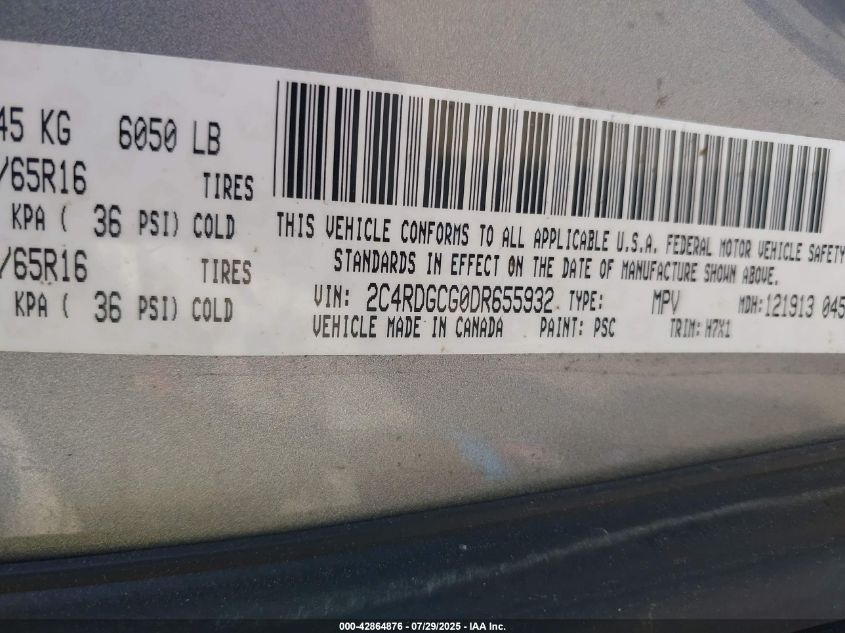 45 KG 6050 LB
/65R16 TIRES
KPA ( 36 PSI) COLD
/65R16 TIRES
KPA ( 36 PSI) COLD
THIS VEHICLE CONFORMS TO ALL APPLICABLE U.S.A. FEDERAL MOTOR VEHICLE SAFETY
STANDARDS IN EFFECT ON THE DATE OF MANUFACTURE SHOWN ABOVE.
VIN: 2C4RDGCG0DR655932 TYPE: MPV MDH:121913 045
VEHICLE MADE IN CANADA PAINT: PSC TRIM: H7X1
000-42864876 | 07/29/2025 - IAA Inc.